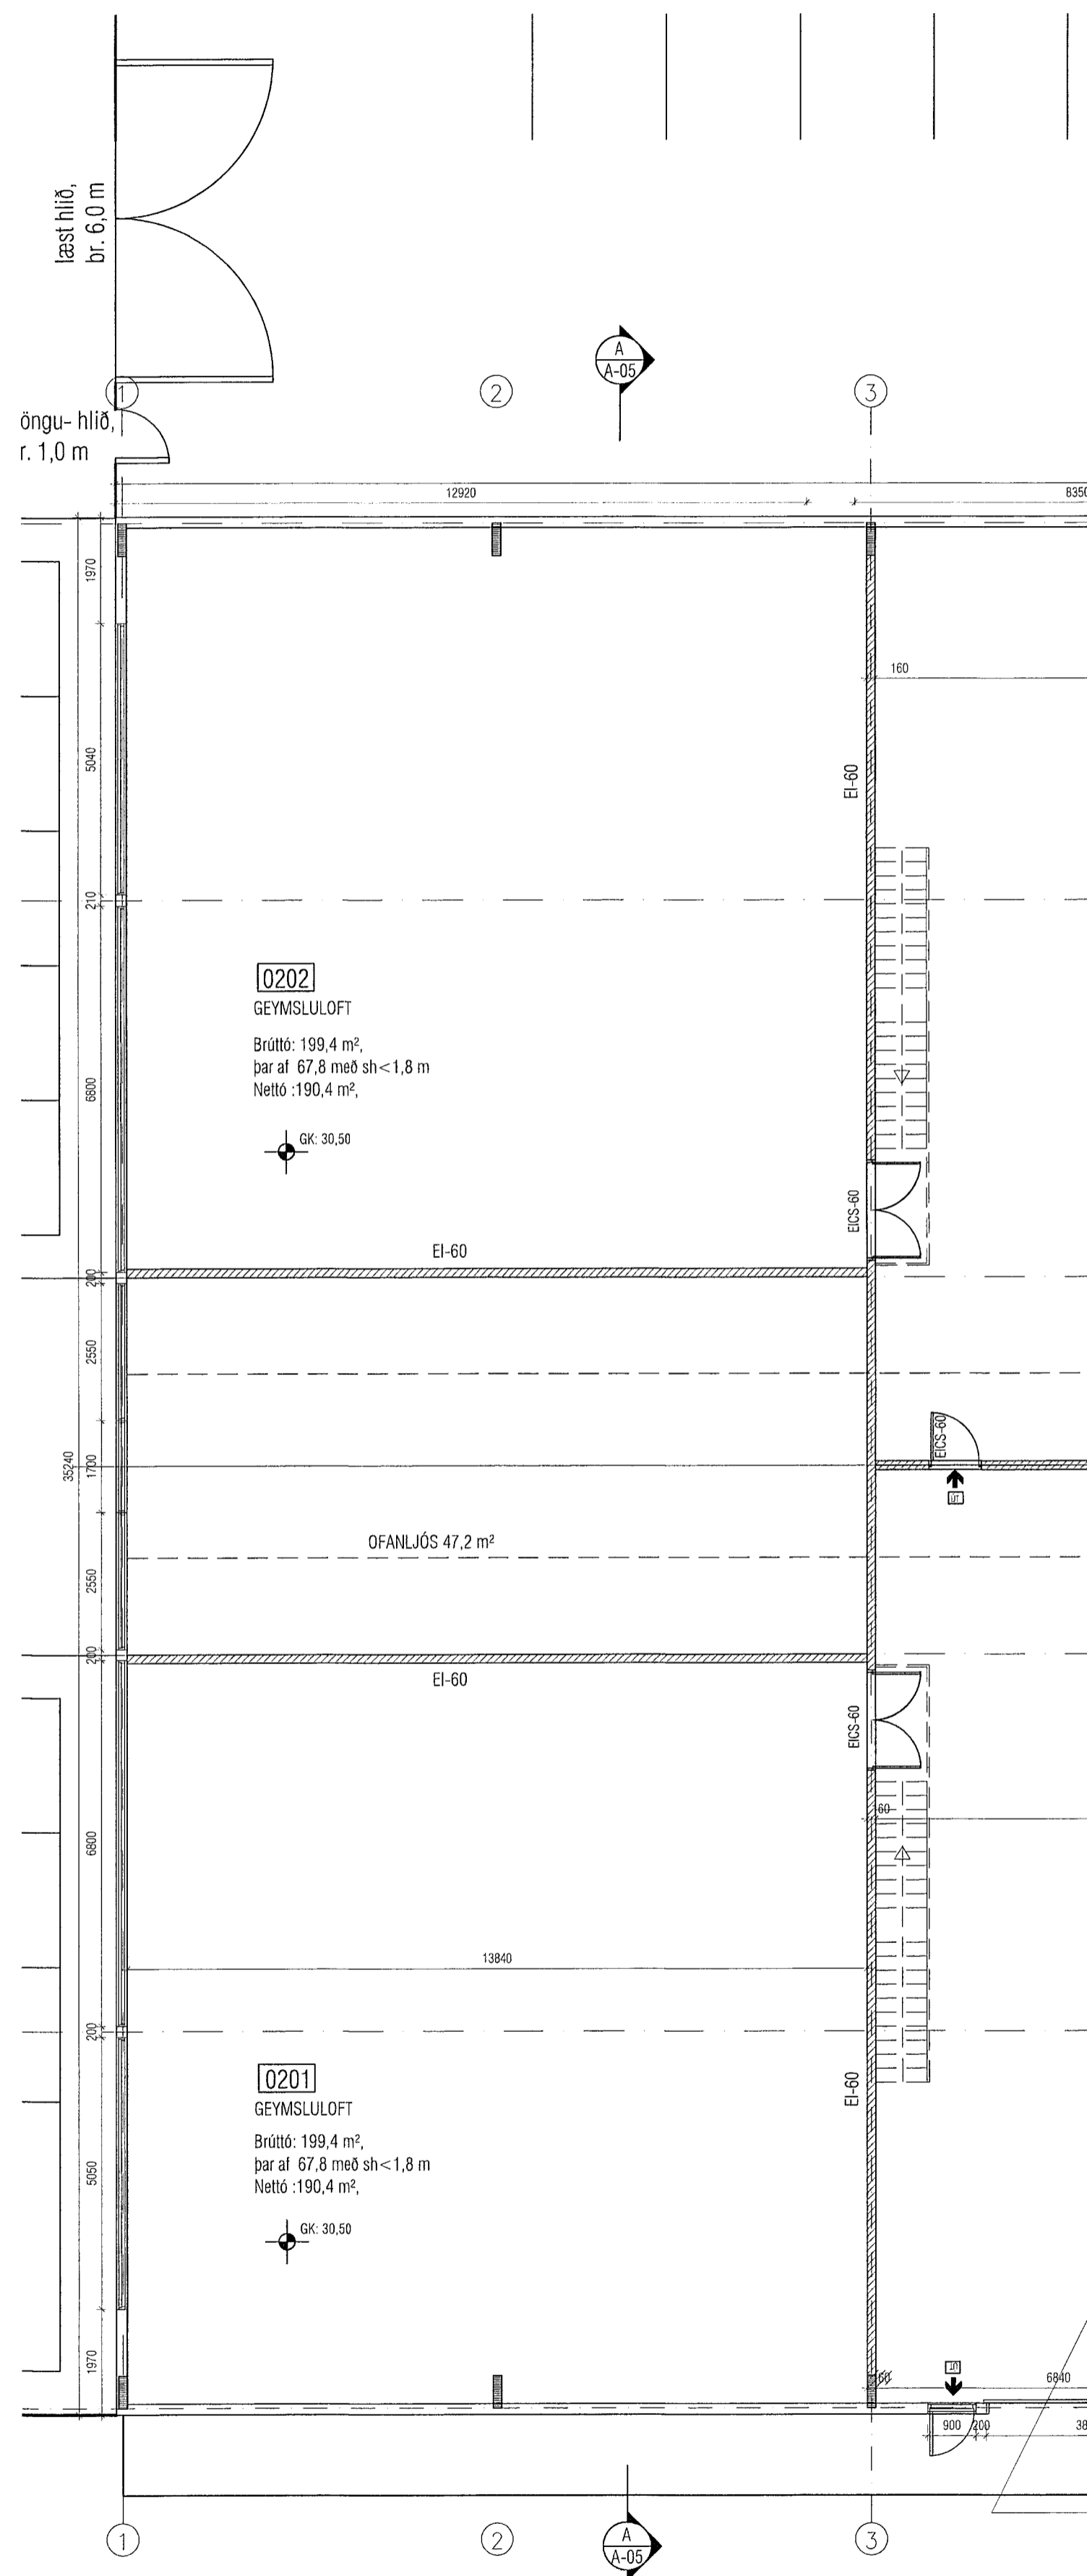 læst hlið,
br. 6,0 m
A
A-05
1
2
3
öngu- hlið,
r. 1,0 m
12920
8350
1970
160
5040
EI-60
210
0202
GEYMSLULOFT
Brúttó: 199,4 m²,
þar af 67,8 með sh<1,8 m
Nettó :190,4 m²,
GK: 30,50
6800
EICS-60
EI-60
200
2550
EICS-60
35240
1700
ÚT
OFANLJÓS 47,2 m²
2550
200
EI-60
EICS-60
60
6800
13840
200
0201
GEYMSLULOFT
EI-60
Brúttó: 199,4 m²,
þar af 67,8 með sh<1,8 m
Nettó :190,4 m²,
5050
GK: 30,50
1970
ÚT
60
6840
900
200
38
1
2
A
A-05
3